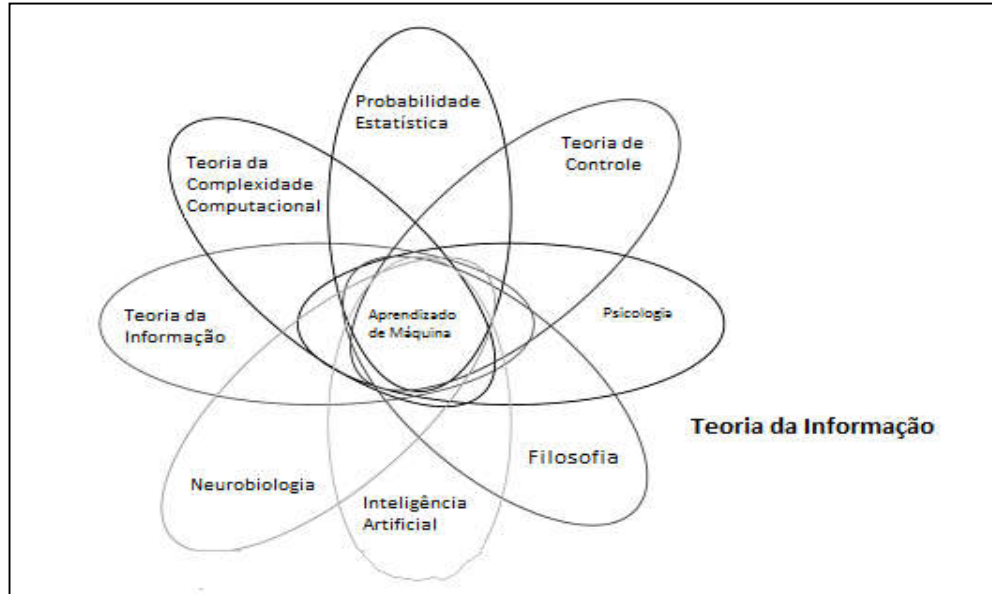 Probabilidade
Estatística
Teoria de
Controle
Teoria da
Complexidade
Computacional
Teoria da
Informação
Aprendizado
de Máquina
Psicologia
Teoria da Informação
Filosofia
Neurobiologia
Inteligência
Artificial